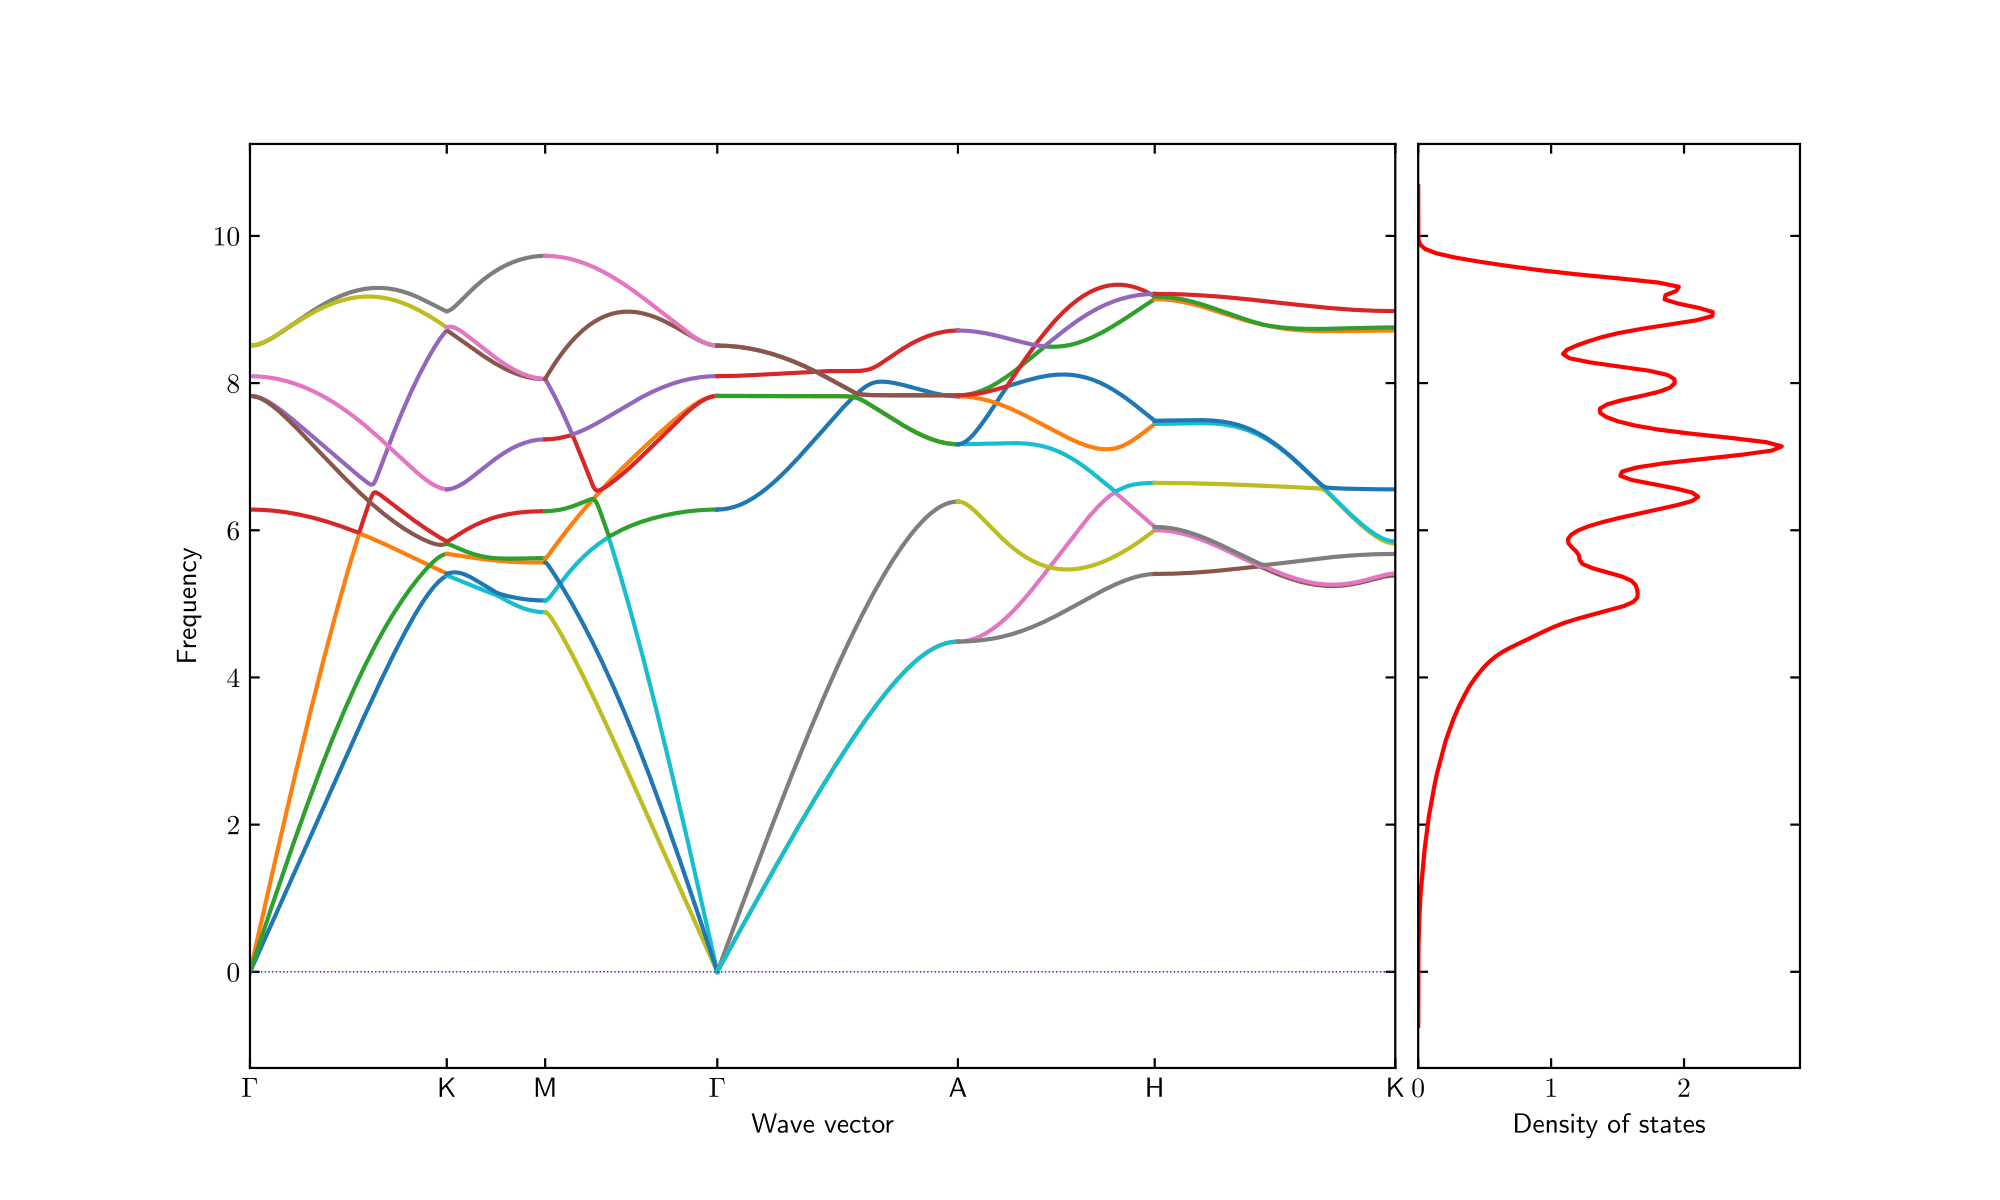 10
8
6
4
2
0
Frequency
Γ K M Γ A H K
Wave vector
0 1 2
Density of states